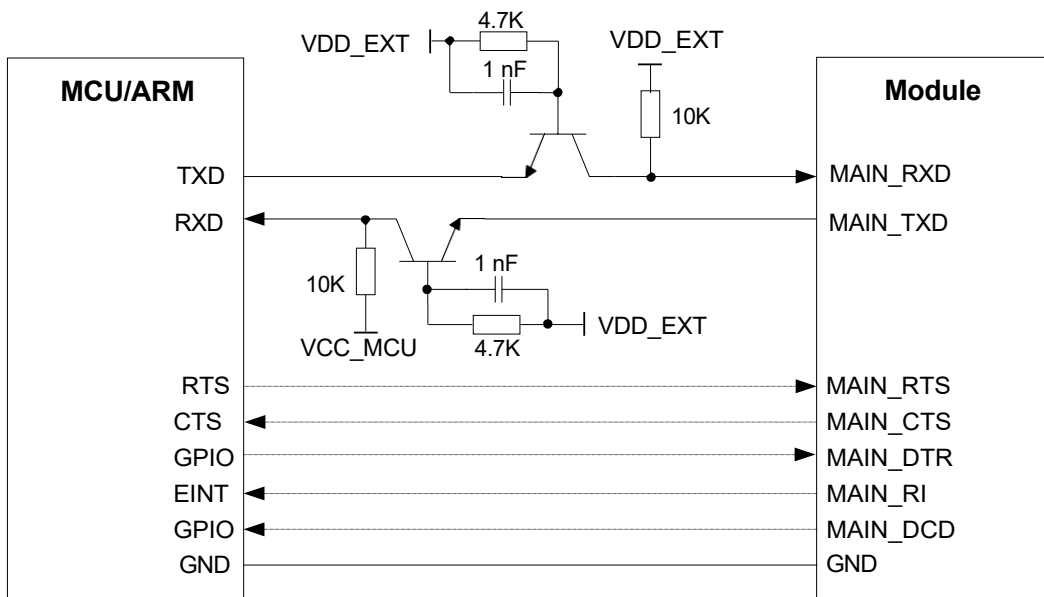 4.7K
VDD_EXT
VDD_EXT
1 nF
MCU/ARM
Module
10K
TXD
MAIN_RXD
RXD
MAIN_TXD
1 nF
10K
VDD_EXT
VCC_MCU
4.7K
RTS
MAIN_RTS
CTS
MAIN_CTS
GPIO
MAIN_DTR
EINT
MAIN_RI
GPIO
MAIN_DCD
GND
GND